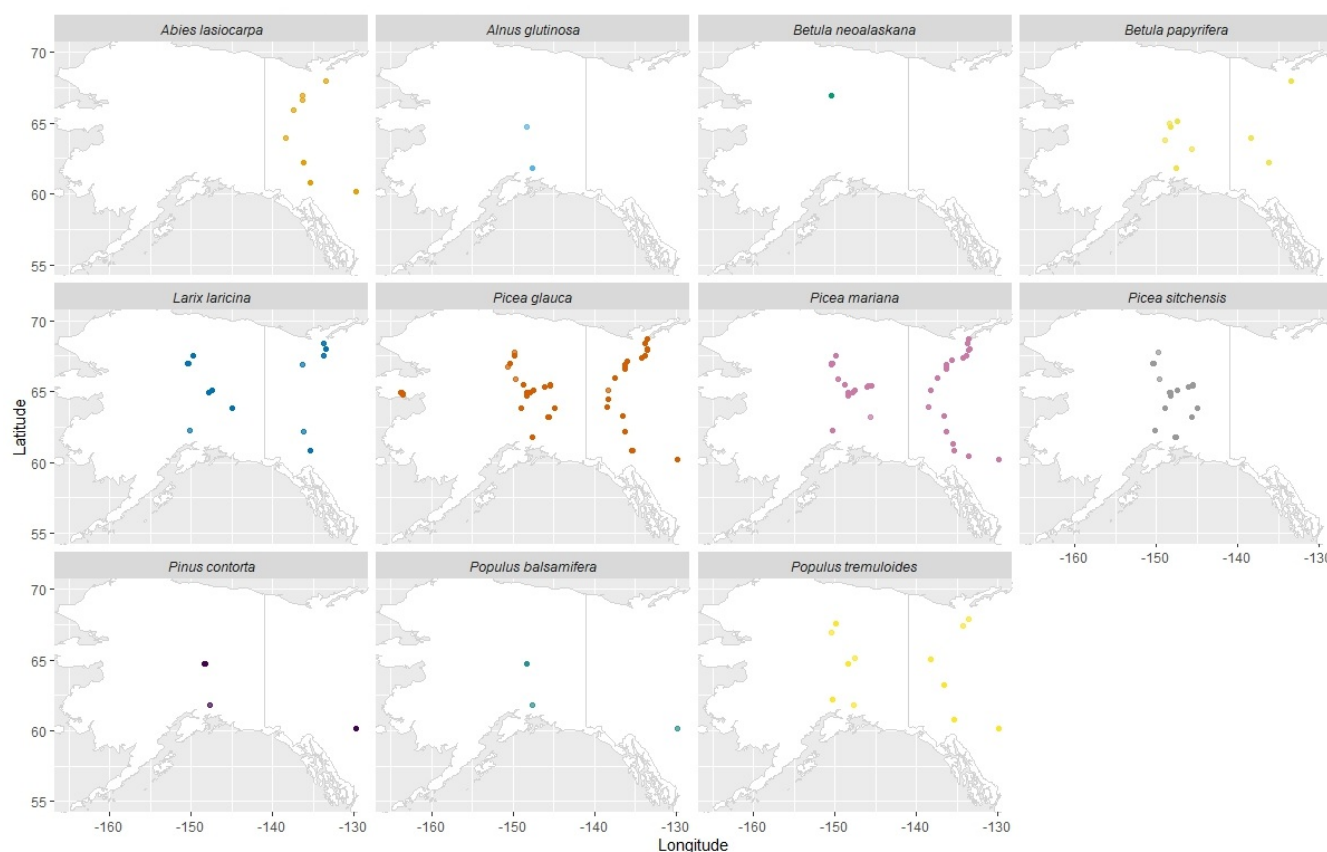 Abies lasiocarpa Alnus glutinosa Betula neoalaskana Betula papyrifera
70
65
60
55
Larix laricina Picea glauca Picea mariana Picea sitchensis
70
65
60
55
-160 -150 -140 -130
Pinus contorta Populus balsamifera Populus tremuloides
70
65
60
55
-160 -150 -140 -130 -160 -150 -140 -130 -160 -150 -140 -130
Latitude
Longitude